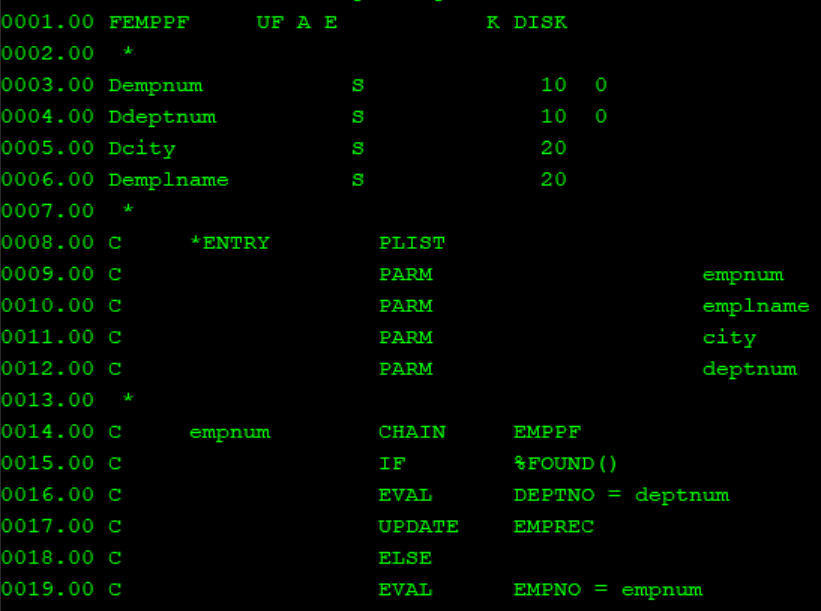 0001.00 FEMPPF     UF A E           K DISK
0002.00  *
0003.00 Dempnum           S             10  0
0004.00 Ddeptnum          S             10  0
0005.00 Dcity             S             20
0006.00 Demplname         S             20
0007.00  *
0008.00 C     *ENTRY        PLIST
0009.00 C                   PARM                    empnum
0010.00 C                   PARM                    emplname
0011.00 C                   PARM                    city
0012.00 C                   PARM                    deptnum
0013.00  *
0014.00 C     empnum        CHAIN     EMPPF
0015.00 C                   IF        %FOUND()
0016.00 C                   EVAL      DEPTNO = deptnum
0017.00 C                   UPDATE    EMPREC
0018.00 C                   ELSE
0019.00 C                   EVAL      EMPNO = empnum